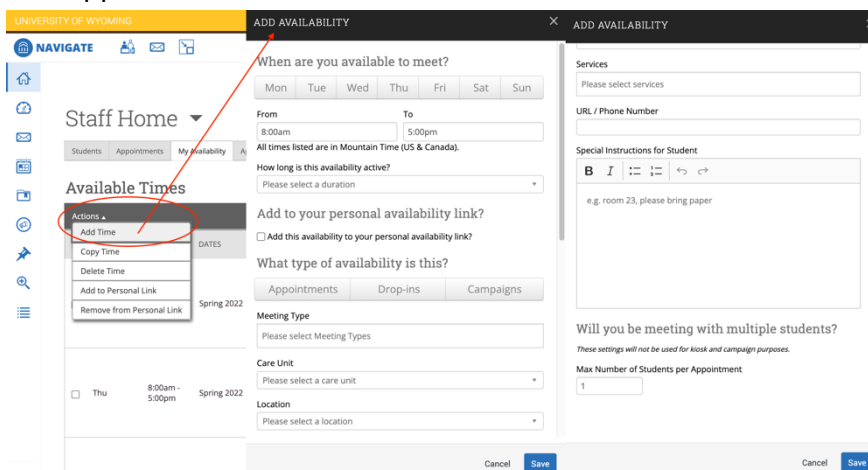 UNIVERSITY OF WYOMING
NAVIGATE
Staff Home
Students Appointments My Availability
Available Times
Actions
Add Time
Copy Time
Delete Time
Add to Personal Link
Remove from Personal Link
DATES
Spring 2022
Thu 8:00am - 5:00pm Spring 2022
ADD AVAILABILITY
When are you available to meet?
Mon Tue Wed Thu Fri Sat Sun
From To
8:00am 5:00pm
All times listed are in Mountain Time (US & Canada).
How long is this availability active?
Please select a duration
Add to your personal availability link?
Add this availability to your personal availability link?
What type of availability is this?
Appointments Drop-ins Campaigns
Meeting Type
Please select Meeting Types
Care Unit
Please select a care unit
Location
Please select a location
Cancel Save
ADD AVAILABILITY
Services
Please select services
URL / Phone Number
Special Instructions for Student
B I
e.g. room 23, please bring paper
Will you be meeting with multiple students?
These settings will not be used for kiosk and campaign purposes.
Max Number of Students per Appointment
1
Cancel Save